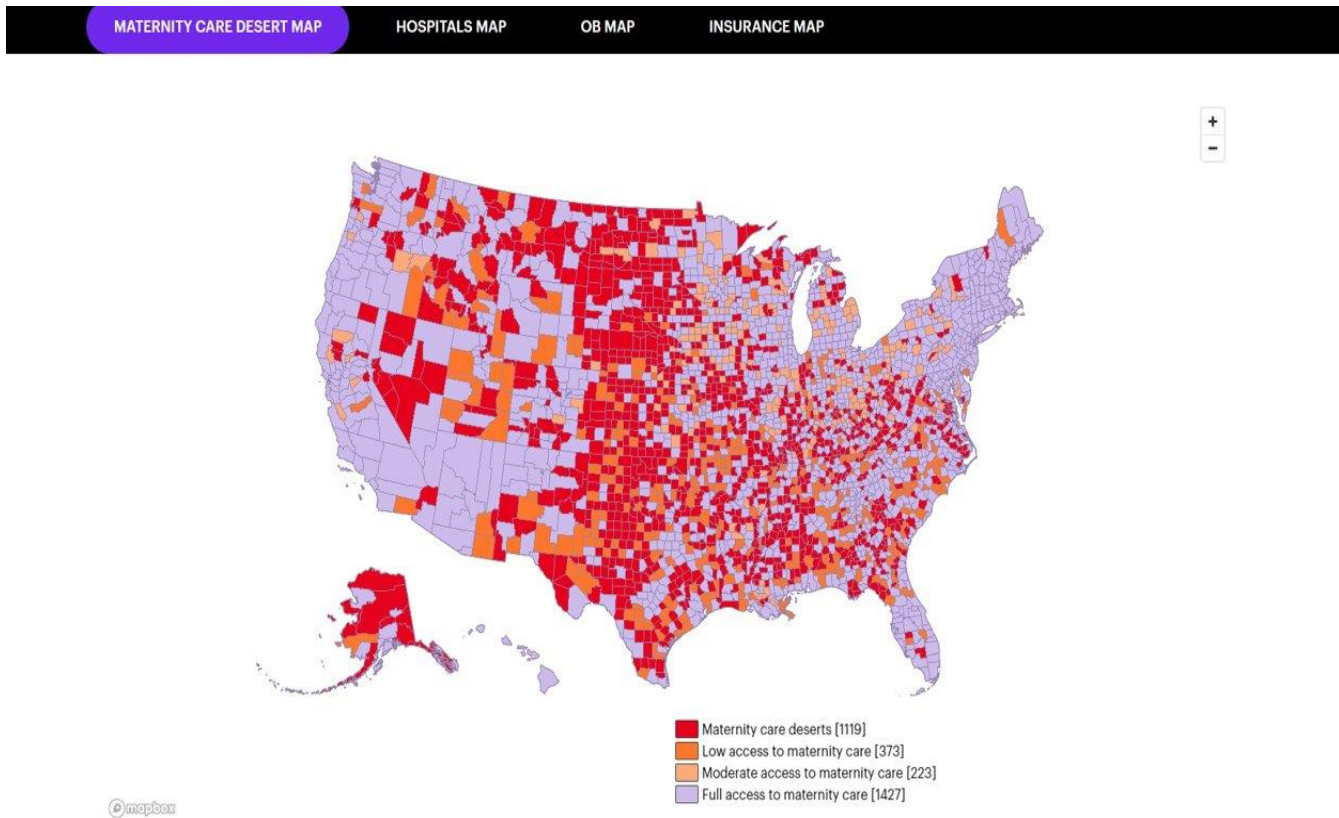 MATERNITY CARE DESERT MAP HOSPITALS MAP OB MAP INSURANCE MAP
+
−
Maternity care deserts [1119]
Low access to maternity care [373]
Moderate access to maternity care [223]
Full access to maternity care [1427]
mapbox